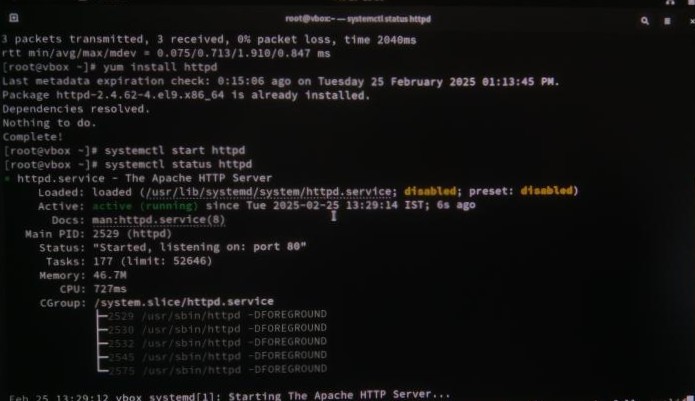 root@vbox:~ — systemctl status httpd
3 packets transmitted, 3 received, 0% packet loss, time 2040ms
rtt min/avg/max/mdev = 0.075/0.713/1.910/0.847 ms
[root@vbox ~]# yum install httpd
Last metadata expiration check: 0:15:06 ago on Tuesday 25 February 2025 01:13:45 PM.
Package httpd-2.4.62-4.el9.x86_64 is already installed.
Dependencies resolved.
Nothing to do.
Complete!
[root@vbox ~]# systemctl start httpd
[root@vbox ~]# systemctl status httpd
● httpd.service - The Apache HTTP Server
Loaded: loaded (/usr/lib/systemd/system/httpd.service; disabled; preset: disabled)
Active: active (running) since Tue 2025-02-25 13:29:14 IST; 6s ago
Docs: man:httpd.service(8)
Main PID: 2529 (httpd)
Status: "Started, listening on: port 80"
Tasks: 177 (limit: 52646)
Memory: 46.7M
CPU: 727ms
CGroup: /system.slice/httpd.service
├─2529 /usr/sbin/httpd -DFOREGROUND
├─2530 /usr/sbin/httpd -DFOREGROUND
├─2532 /usr/sbin/httpd -DFOREGROUND
├─2545 /usr/sbin/httpd -DFOREGROUND
└─2575 /usr/sbin/httpd -DFOREGROUND
Feb 25 13:29:12 vbox systemd[1]: Starting The Apache HTTP Server...